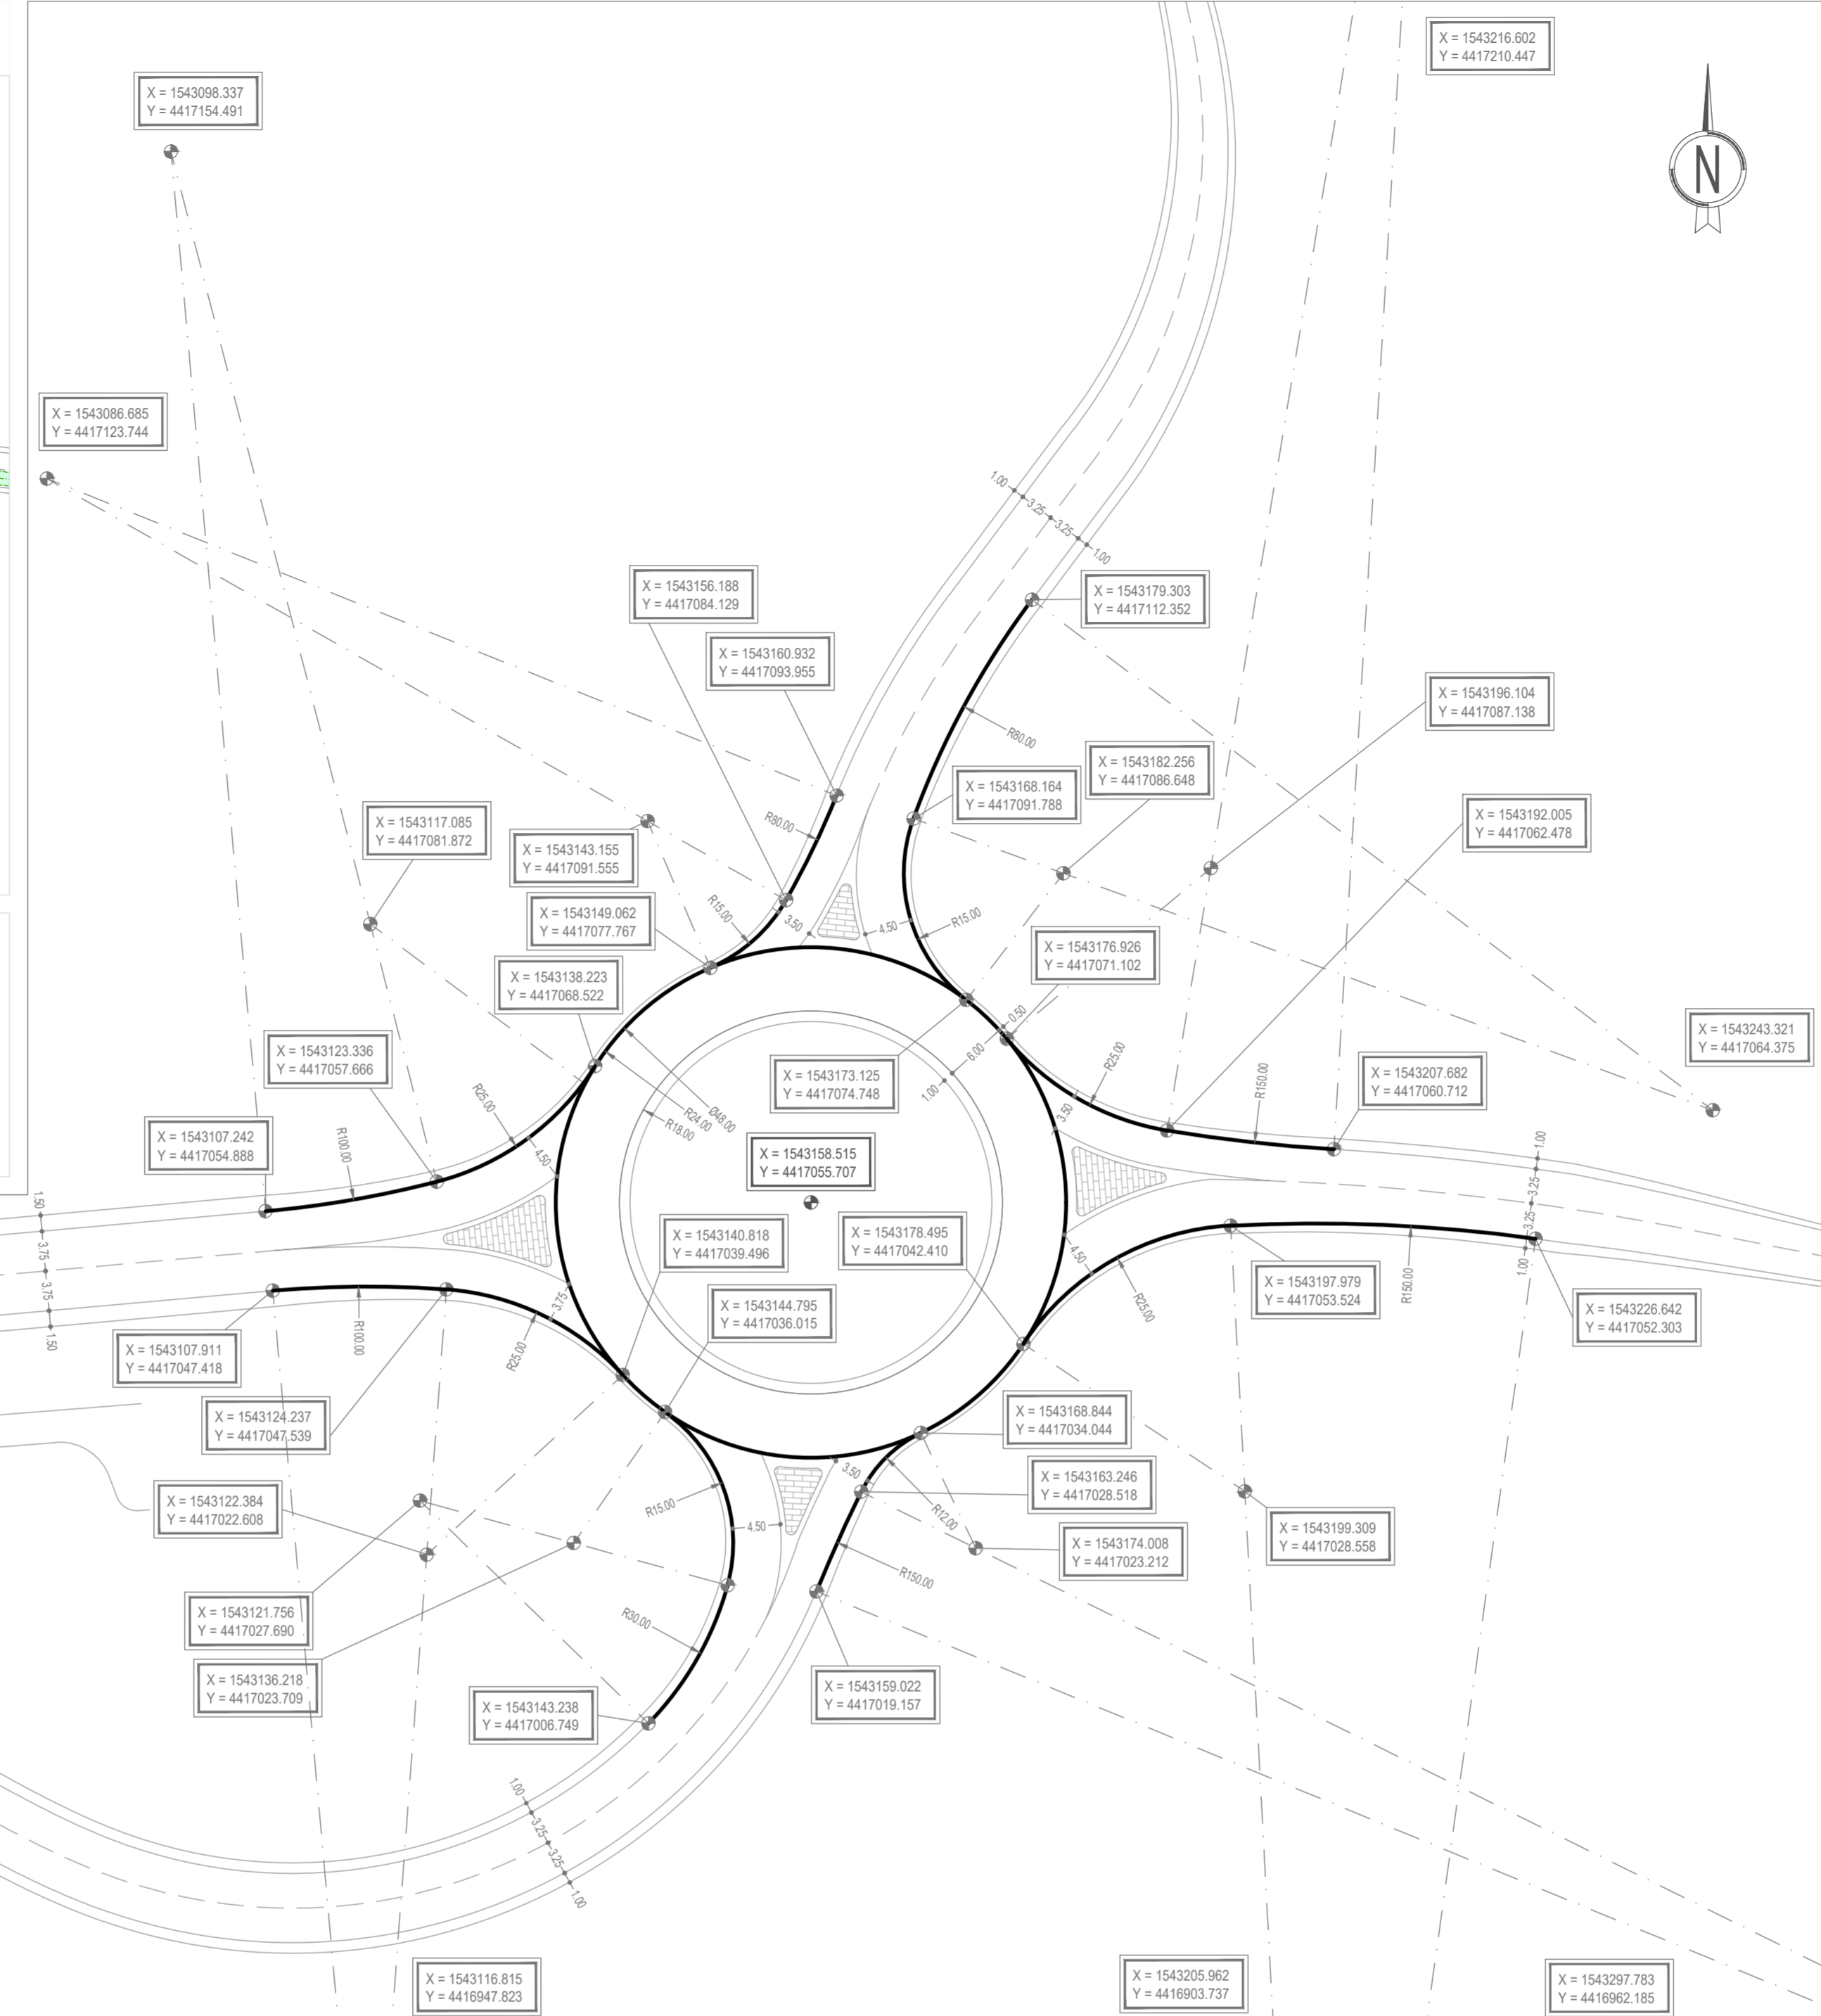 X = 1543216.602
Y = 4417210.447
X = 1543098.337
Y = 4417154.491
N
X = 1543086.685
Y = 4417123.744
1.00
3.25
3.25
1.00
X = 1543156.188
Y = 4417084.129
X = 1543179.303
Y = 4417112.352
X = 1543160.932
Y = 4417093.955
X = 1543196.104
Y = 4417087.138
R80.00
X = 1543182.256
Y = 4417086.648
X = 1543168.164
Y = 4417091.788
X = 1543192.005
Y = 4417062.478
R80.00
X = 1543117.085
Y = 4417081.872
X = 1543143.155
Y = 4417091.555
X = 1543149.062
Y = 4417077.767
R15.00
3.50
4.50
R15.00
X = 1543176.926
Y = 4417071.102
X = 1543138.223
Y = 4417068.522
0.50
X = 1543243.321
Y = 4417064.375
X = 1543123.336
Y = 4417057.666
6.00
R25.00
X = 1543173.125
Y = 4417074.748
1.00
R150.00
X = 1543207.682
Y = 4417060.712
R25.00
Ø48.00
R24.00
R18.00
3.50
X = 1543107.242
Y = 4417054.888
R100.00
4.50
X = 1543158.515
Y = 4417055.707
1.00
3.25
3.25
1.00
1.50
3.75
3.75
1.50
X = 1543140.818
Y = 4417039.496
X = 1543178.495
Y = 4417042.410
4.50
X = 1543197.979
Y = 4417053.524
R150.00
R25.00
X = 1543226.642
Y = 4417052.303
3.75
X = 1543144.795
Y = 4417036.015
R100.00
R25.00
X = 1543107.911
Y = 4417047.418
X = 1543124.237
Y = 4417047.539
X = 1543168.844
Y = 4417034.044
3.50
X = 1543163.246
Y = 4417028.518
X = 1543122.384
Y = 4417022.608
R15.00
4.50
R12.00
X = 1543199.309
Y = 4417028.558
X = 1543174.008
Y = 4417023.212
R150.00
X = 1543121.756
Y = 4417027.690
R30.00
X = 1543136.218
Y = 4417023.709
X = 1543143.238
Y = 4417006.749
X = 1543159.022
Y = 4417019.157
1.00
3.25
3.25
1.00
X = 1543116.815
Y = 4416947.823
X = 1543205.962
Y = 4416903.737
X = 1543297.783
Y = 4416962.185